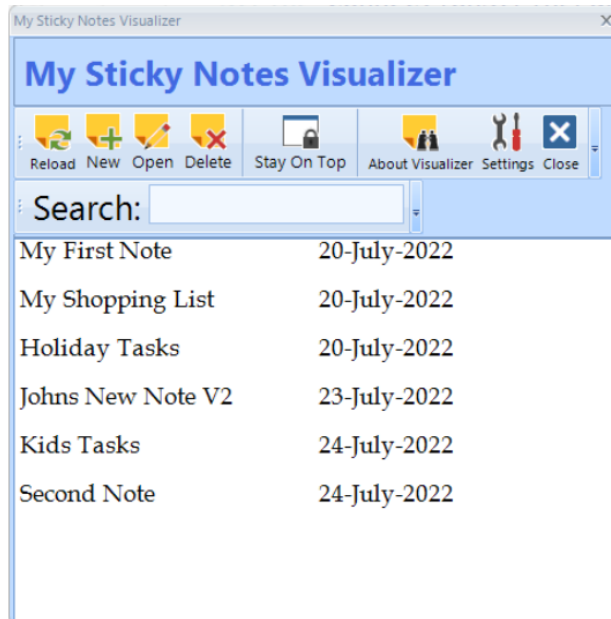 My Sticky Notes Visualizer
My Sticky Notes Visualizer
Reload New Open Delete Stay On Top About Visualizer Settings Close
Search:
My First Note 20-July-2022
My Shopping List 20-July-2022
Holiday Tasks 20-July-2022
Johns New Note V2 23-July-2022
Kids Tasks 24-July-2022
Second Note 24-July-2022